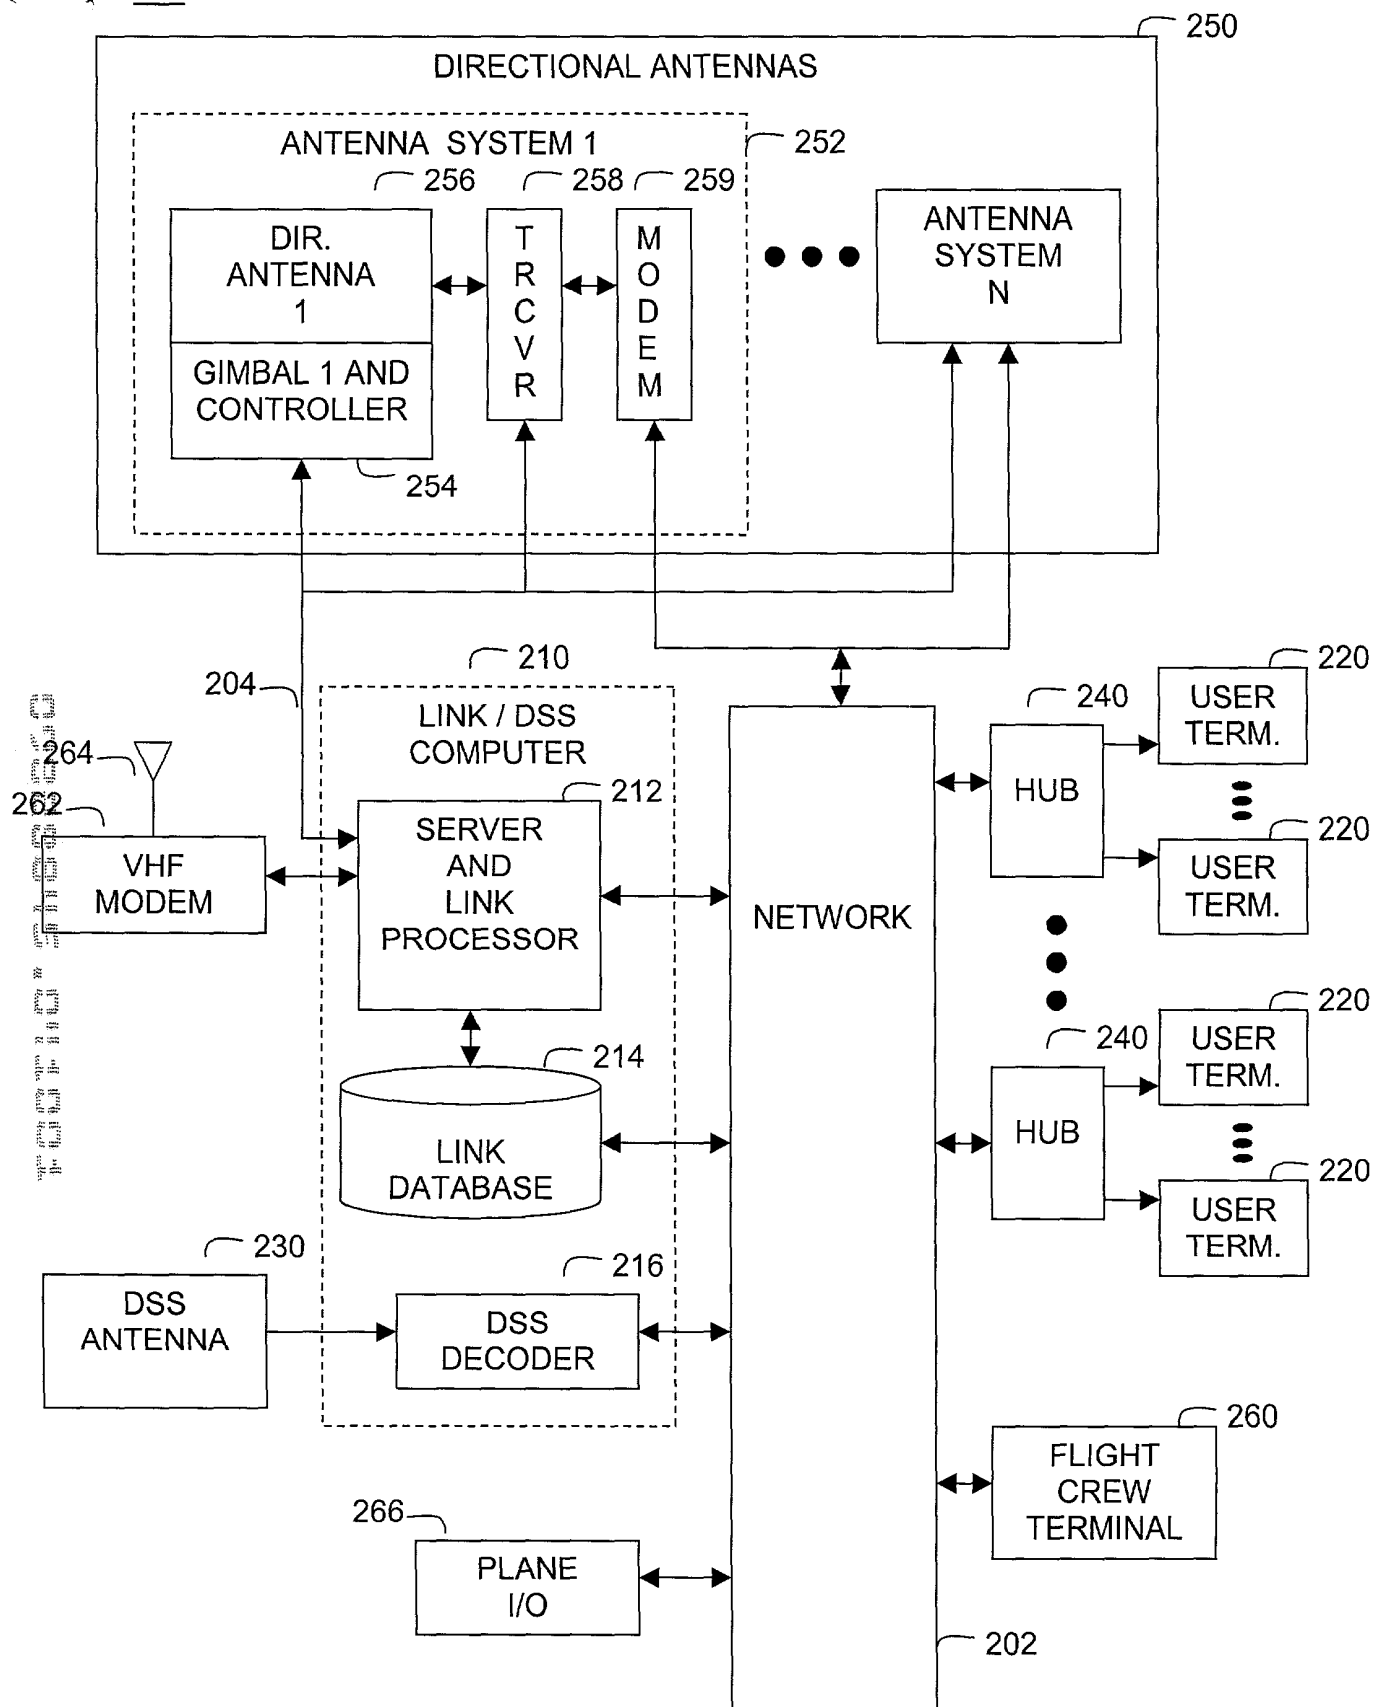 250
DIRECTIONAL ANTENNAS
ANTENNA SYSTEM 1
252
256
258
259
DIR.
ANTENNA
1
GIMBAL 1 AND
CONTROLLER
254
TRCVR
MODEM
ANTENNA
SYSTEM
N
204
210
LINK / DSS
COMPUTER
212
SERVER
AND
LINK
PROCESSOR
264
262
VHF
MODEM
214
LINK
DATABASE
230
DSS
ANTENNA
216
DSS
DECODER
266
PLANE
I/O
NETWORK
202
240
HUB
220
USER
TERM.
220
USER
TERM.
240
HUB
220
USER
TERM.
220
USER
TERM.
260
FLIGHT
CREW
TERMINAL